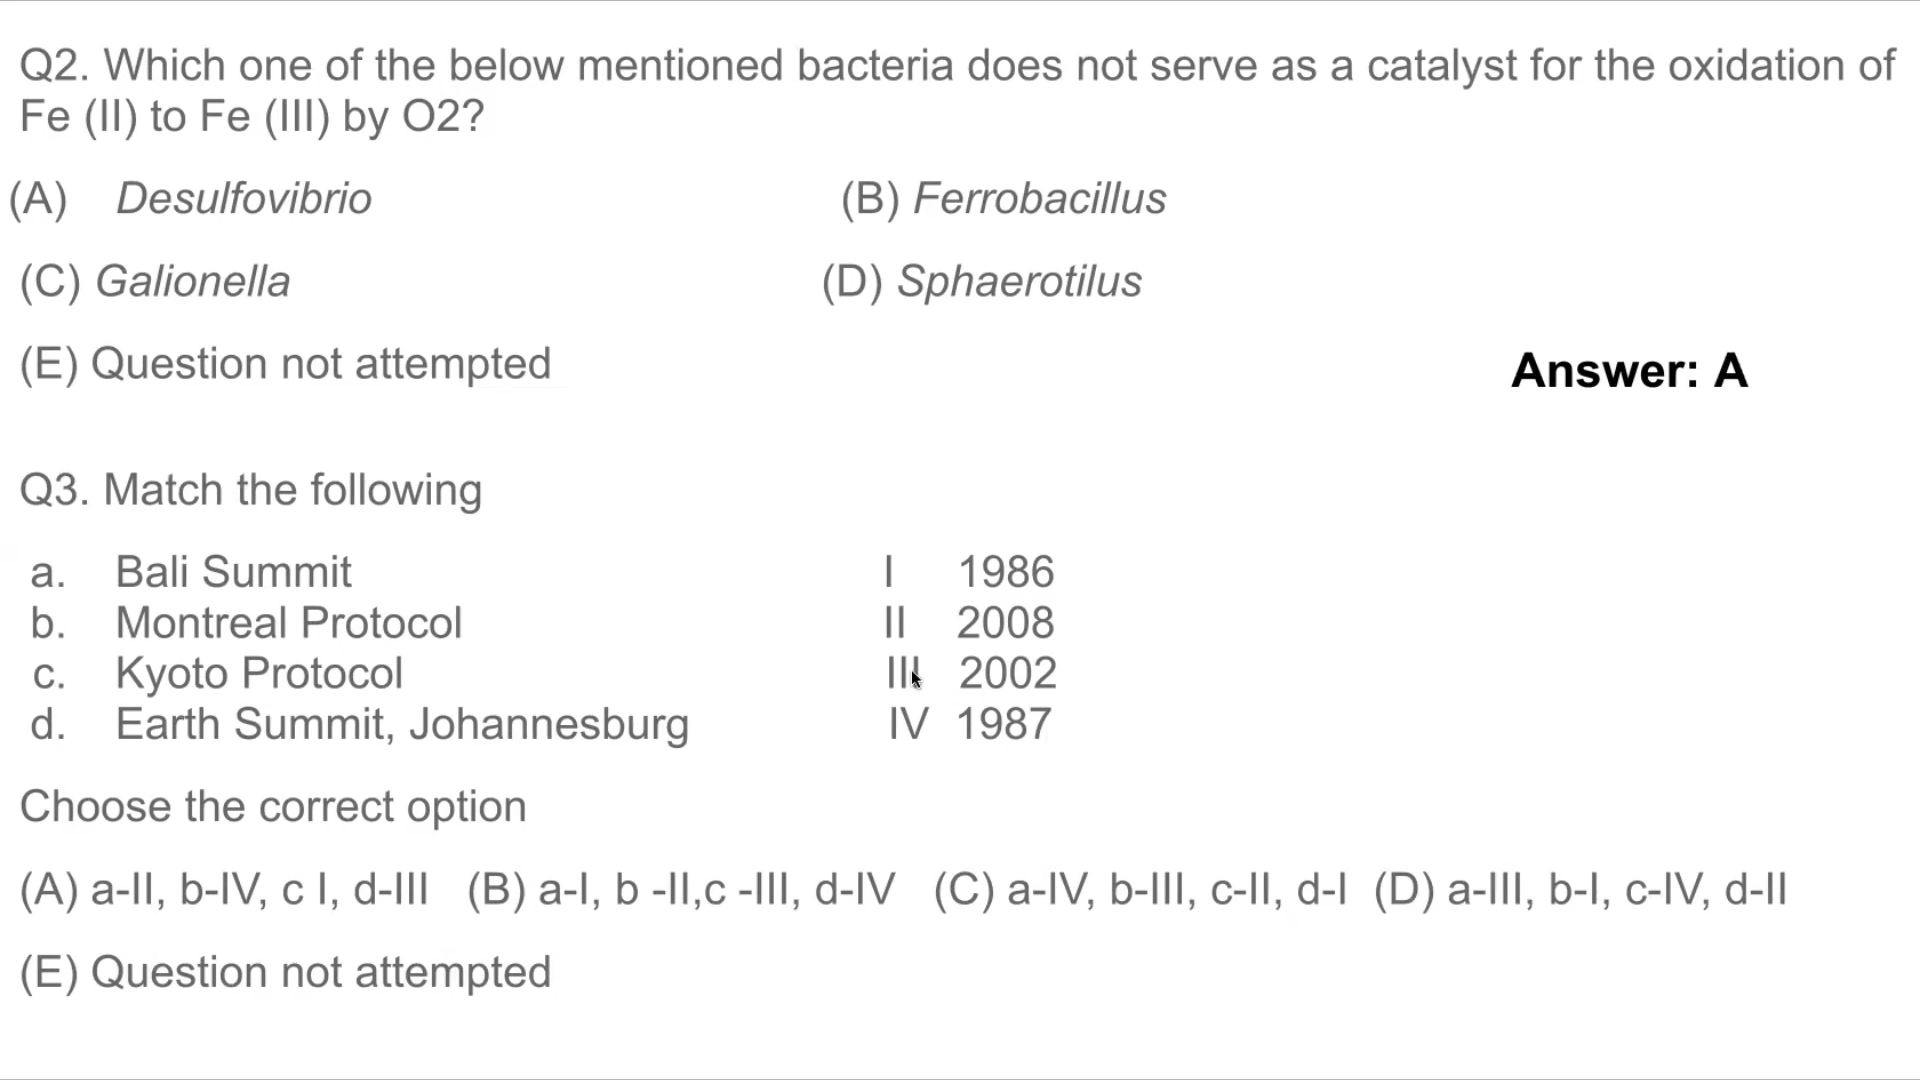 Q2. Which one of the below mentioned bacteria does not serve as a catalyst for the oxidation of
Fe (II) to Fe (III) by O2?
(A) Desulfovibrio (B) Ferrobacillus
(C) Galionella (D) Sphaerotilus
(E) Question not attempted
Answer: A
Q3. Match the following
a. Bali Summit I 1986
b. Montreal Protocol II 2008
c. Kyoto Protocol III 2002
d. Earth Summit, Johannesburg IV 1987
Choose the correct option
(A) a-II, b-IV, c I, d-III (B) a-I, b -II,c -III, d-IV (C) a-IV, b-III, c-II, d-I (D) a-III, b-I, c-IV, d-II
(E) Question not attempted